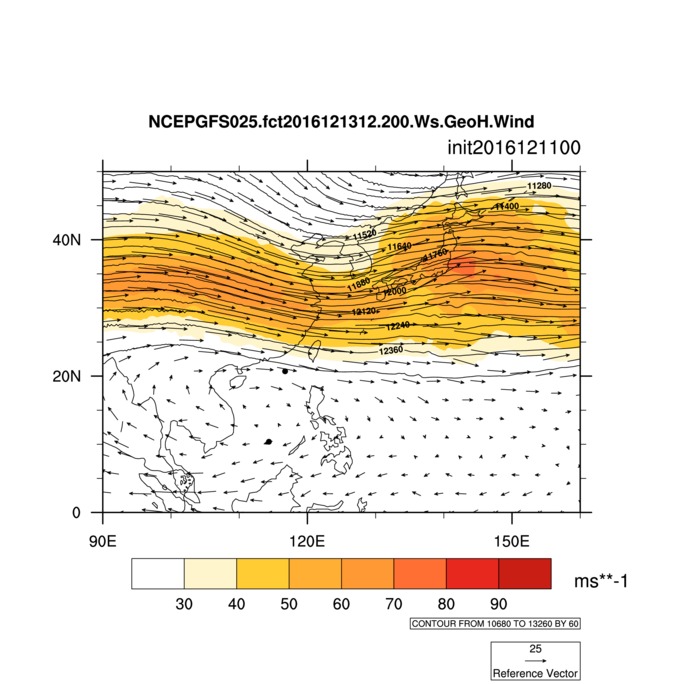 NCEPGFS025.fct2016121312.200.Ws.GeoH.Wind
init2016121100
11280
11400
11520
11640
11760
11880
12000
12120
12240
12360
40N
20N
0
90E 120E 150E
30 40 50 60 70 80 90
ms**-1
CONTOUR FROM 10680 TO 13260 BY 60
25
Reference Vector